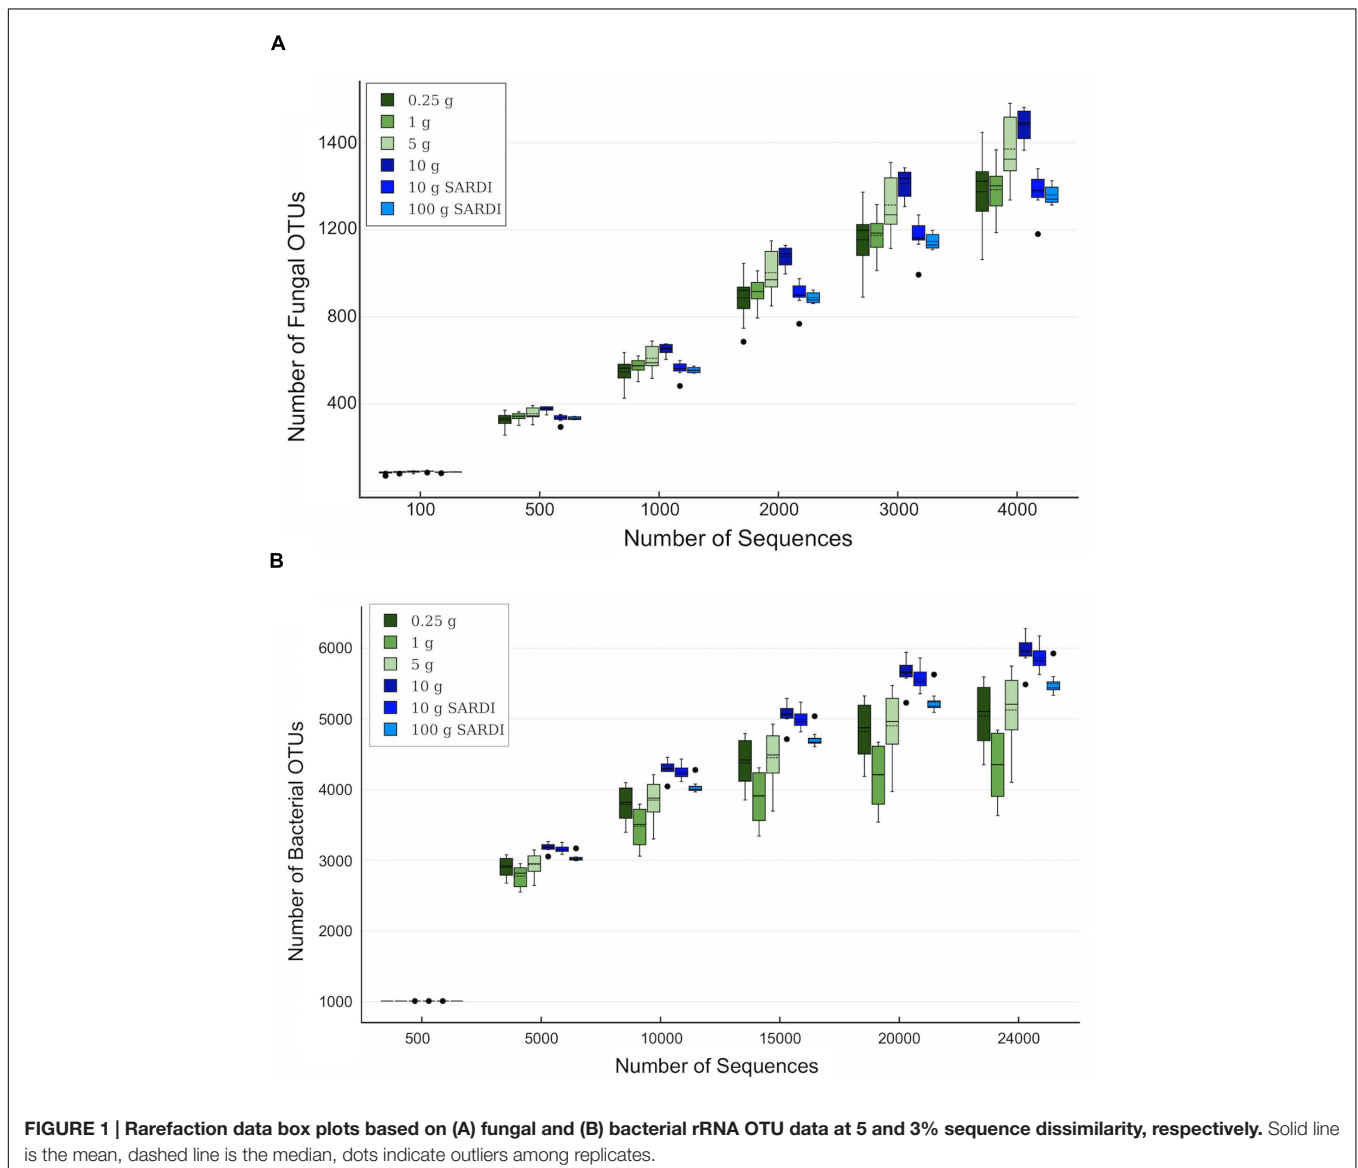 A
0.25 g
1 g
5 g
10 g
10 g SARDI
100 g SARDI
1400
1200
800
400
Number of Fungal OTUs
100 500 1000 2000 3000 4000
Number of Sequences
B
0.25 g
1 g
5 g
10 g
10 g SARDI
100 g SARDI
6000
5000
4000
3000
2000
1000
Number of Bacterial OTUs
500 5000 10000 15000 20000 24000
Number of Sequences
FIGURE 1 | Rarefaction data box plots based on (A) fungal and (B) bacterial rRNA OTU data at 5 and 3% sequence dissimilarity, respectively. Solid line
is the mean, dashed line is the median, dots indicate outliers among replicates.